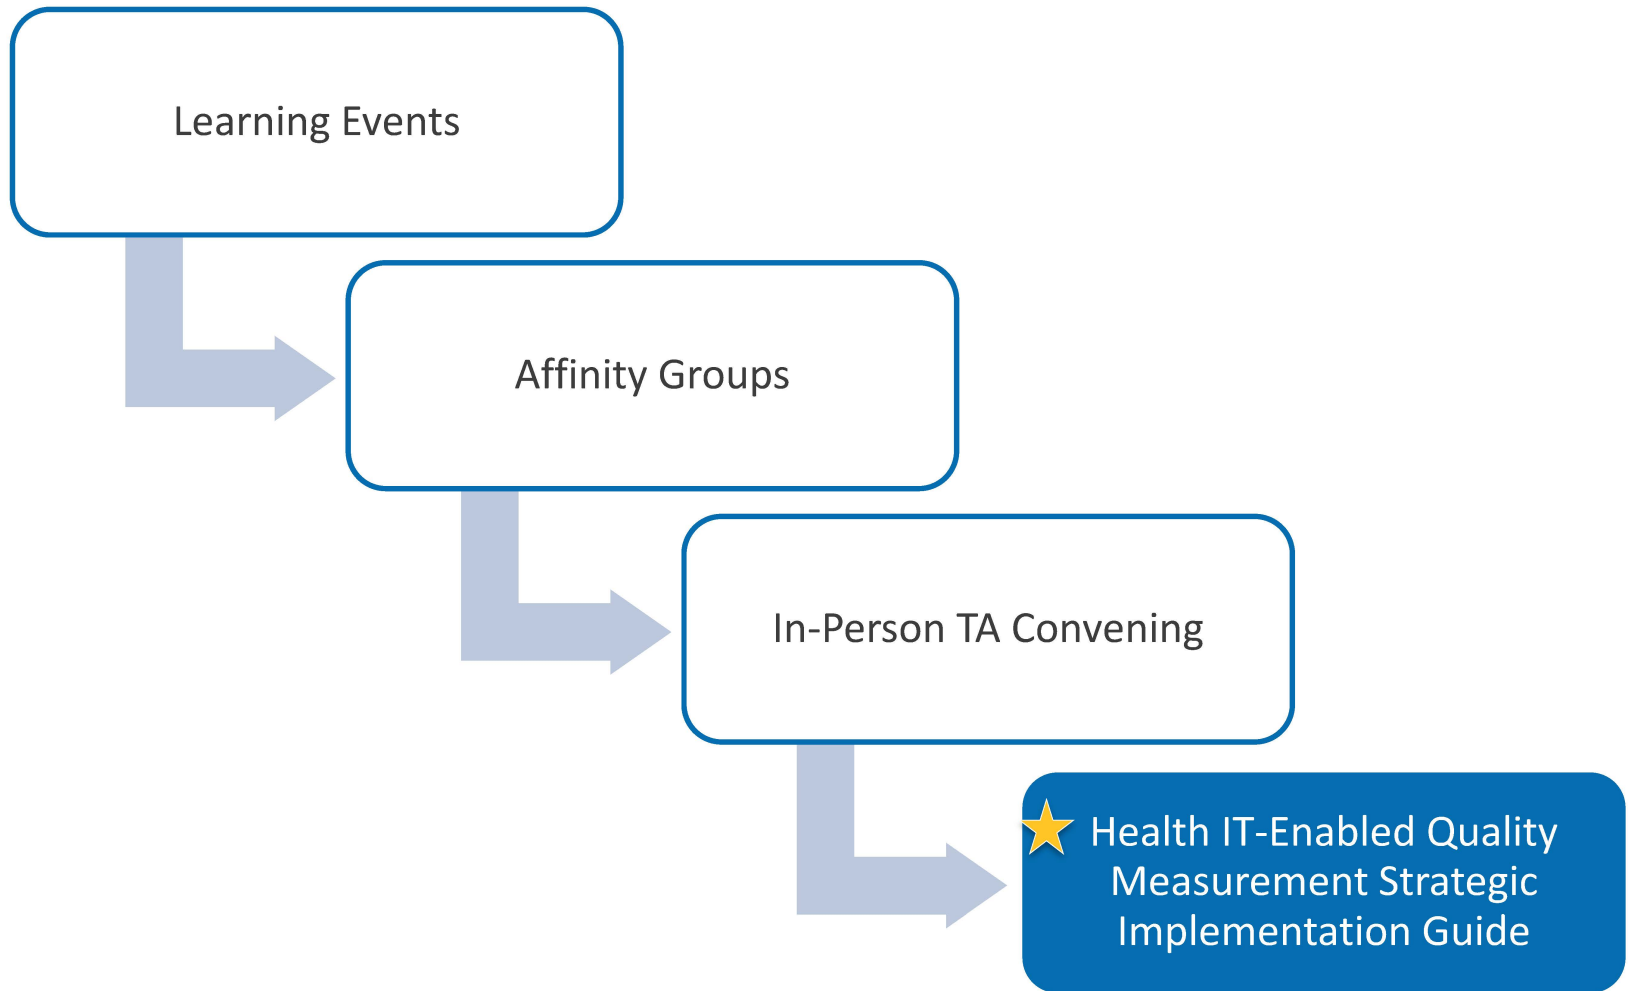 Learning Events
Affinity Groups
In-Person TA Convening
Health IT-Enabled Quality
Measurement Strategic
Implementation Guide